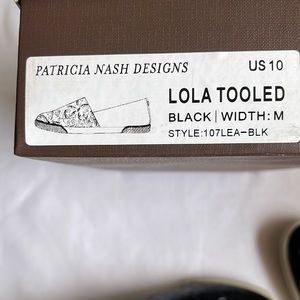 PATRICIA NASH DESIGNS US 10
LOLA TOOLED
BLACK | WIDTH: M
STYLE:107LEA-BLK